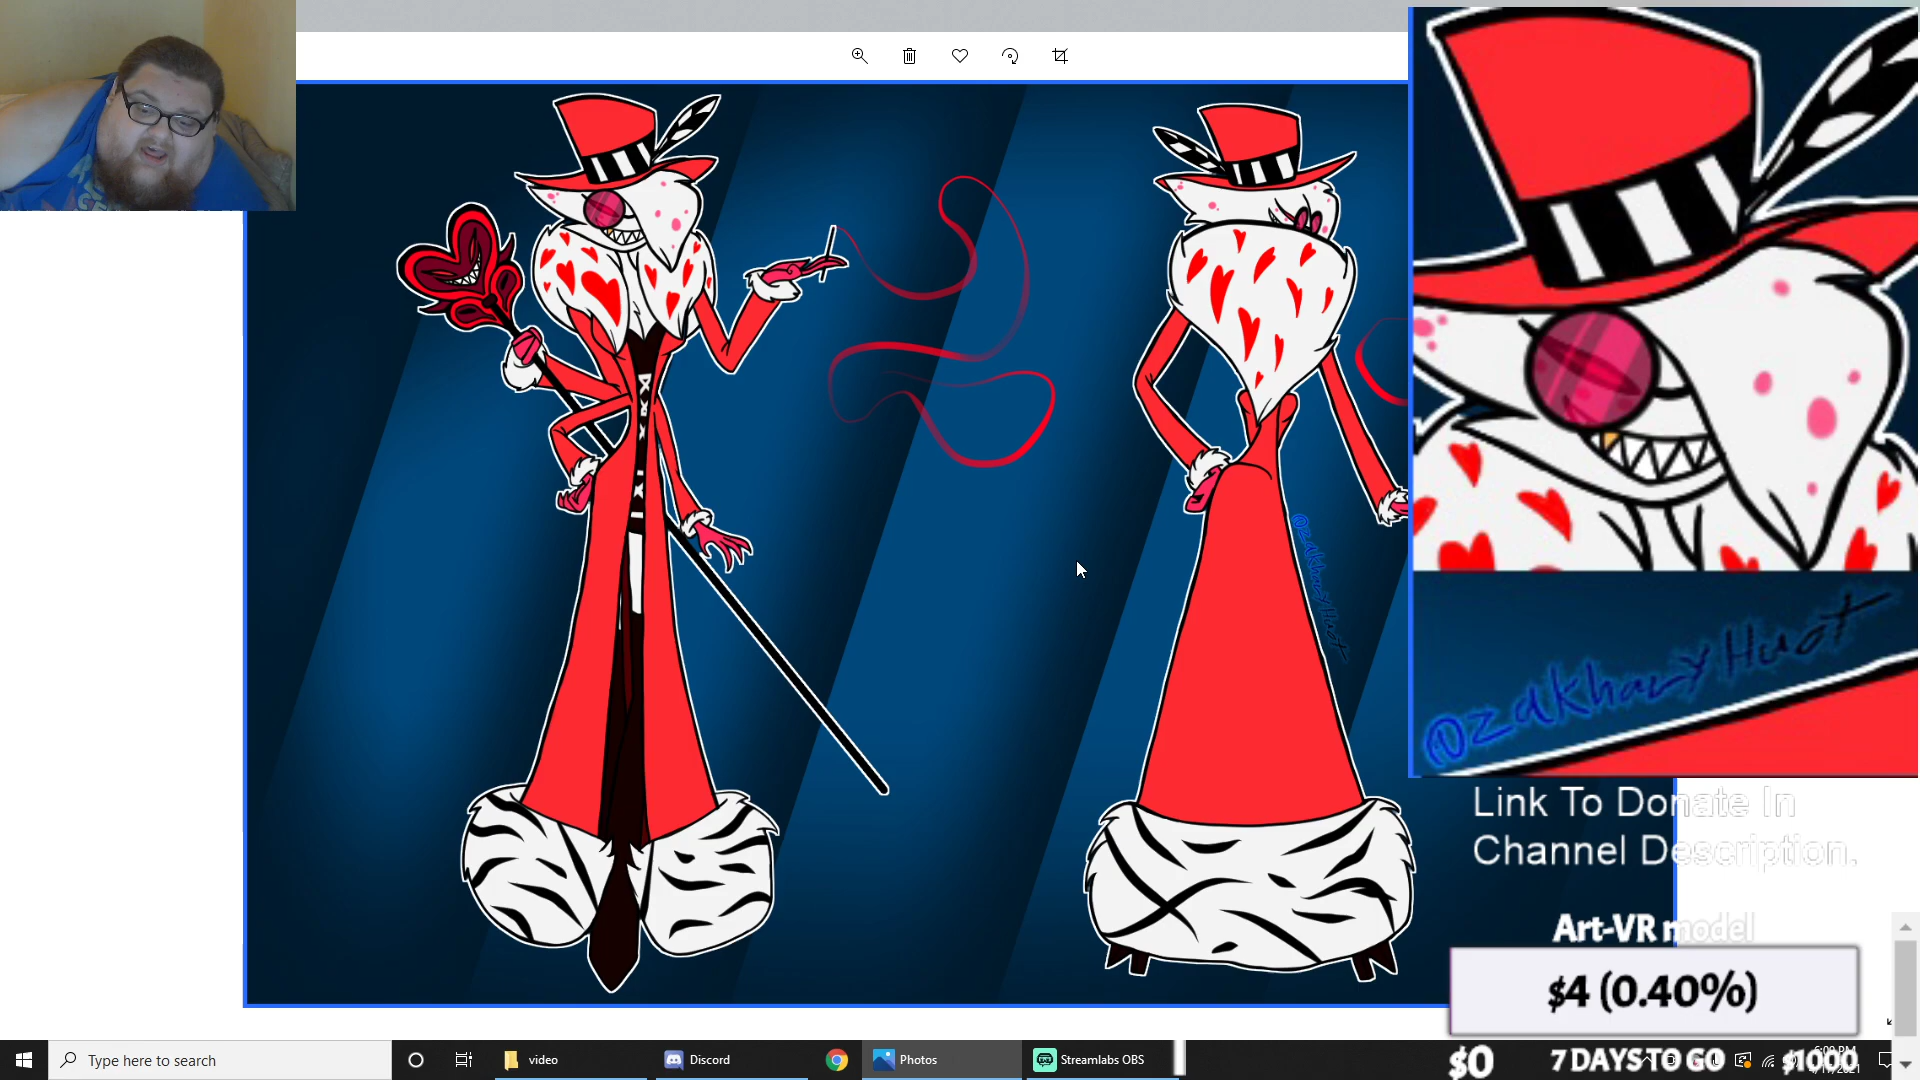 @zakhazyHuat
Link To Donate In
Channel Description.
Art-VR model
$4 (0.40%)
$0
7 DAYS TO GO
$1000
Type here to search
video
Discord
Photos
Streamlabs OBS